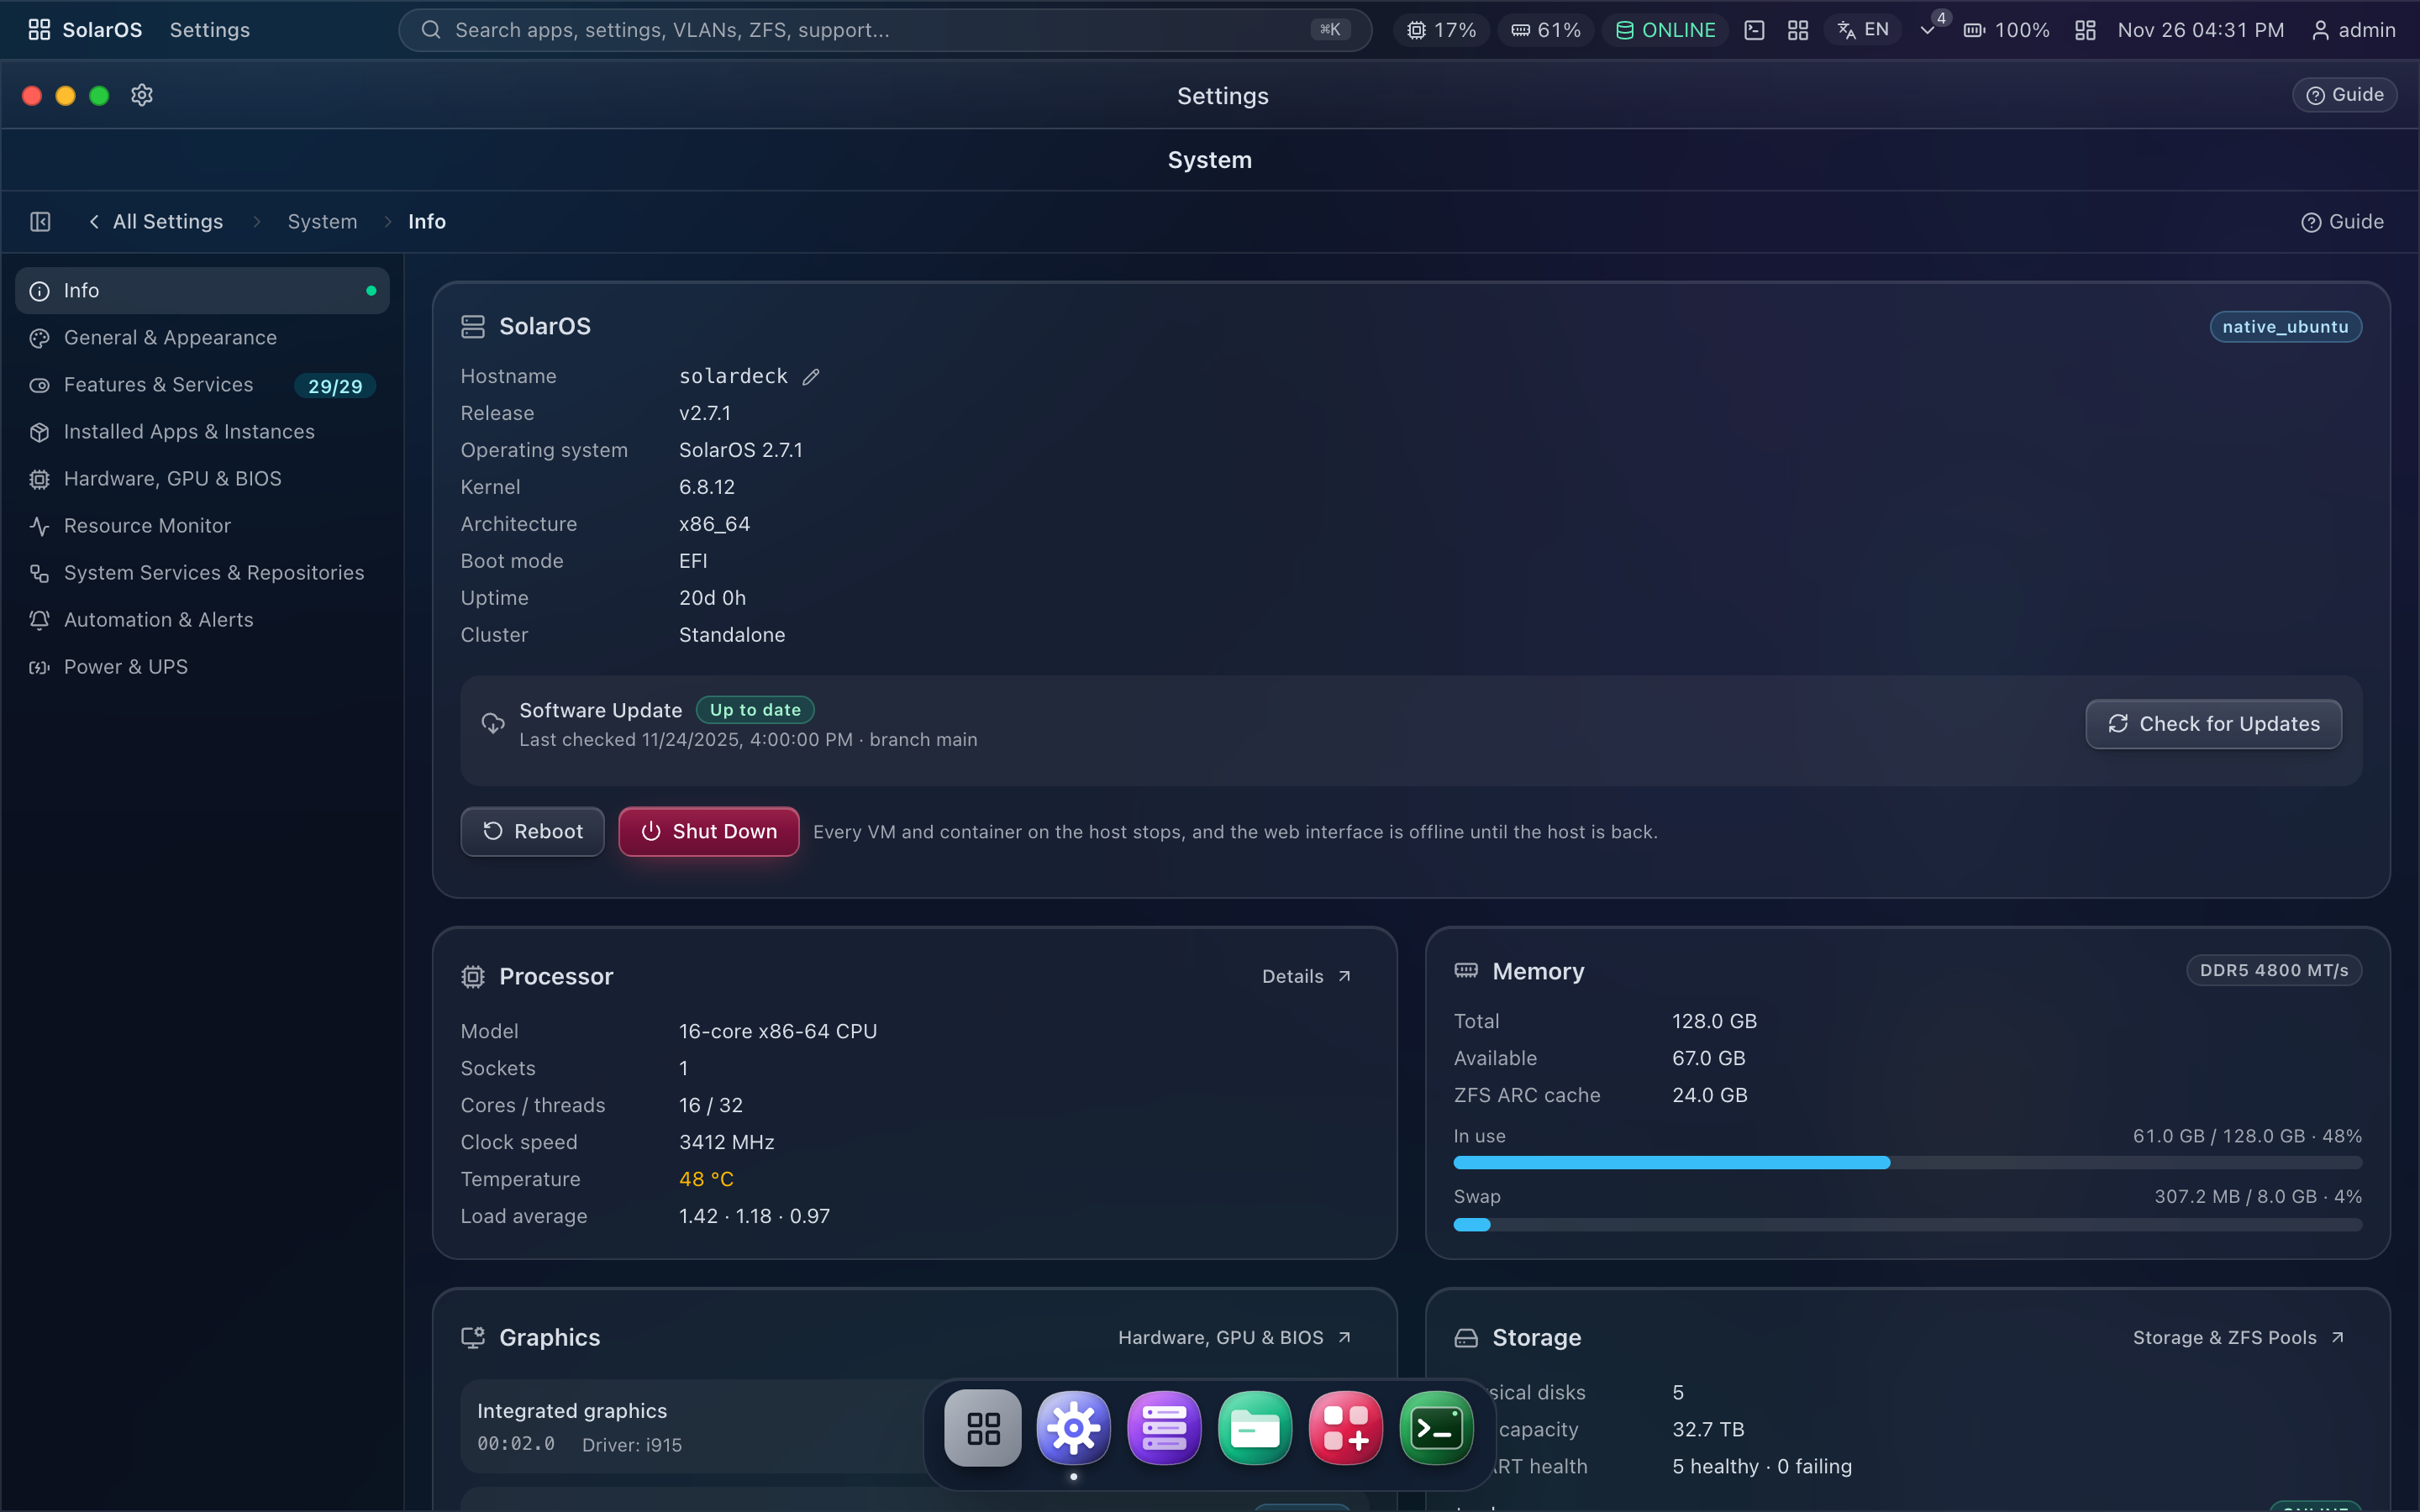 SolarOS Settings Search apps, settings, VLANs, ZFS, support... ⌘K 17% 61% ONLINE EN 4 100% Nov 26 04:31 PM admin
Settings Guide
System
All Settings System Info Guide
Info
General & Appearance
Features & Services 29/29
Installed Apps & Instances
Hardware, GPU & BIOS
Resource Monitor
System Services & Repositories
Automation & Alerts
Power & UPS
SolarOS native_ubuntu
Hostname solardeck
Release v2.7.1
Operating system SolarOS 2.7.1
Kernel 6.8.12
Architecture x86_64
Boot mode EFI
Uptime 20d 0h
Cluster Standalone
Software Update Up to date
Last checked 11/24/2025, 4:00:00 PM · branch main
Check for Updates
Reboot Shut Down Every VM and container on the host stops, and the web interface is offline until the host is back.
Processor Details
Model 16-core x86-64 CPU
Sockets 1
Cores / threads 16 / 32
Clock speed 3412 MHz
Temperature 48 °C
Load average 1.42 · 1.18 · 0.97
Memory DDR5 4800 MT/s
Total 128.0 GB
Available 67.0 GB
ZFS ARC cache 24.0 GB
In use 61.0 GB / 128.0 GB · 48%
Swap 307.2 MB / 8.0 GB · 4%
Graphics Hardware, GPU & BIOS
Integrated graphics
00:02.0 Driver: i915
Storage Storage & ZFS Pools
sical disks 5
capacity 32.7 TB
RT health 5 healthy · 0 failing